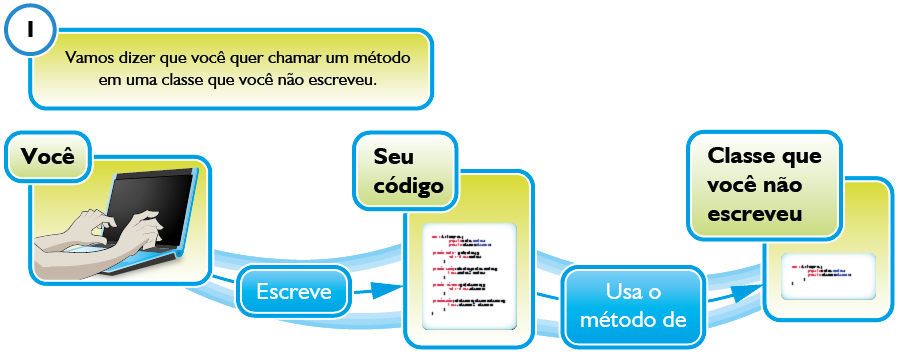 1
Vamos dizer que você quer chamar um método
em uma classe que você não escreveu.
Você
Seu
código
Classe que
você não
escreveu
Escreve
Usa o
método de